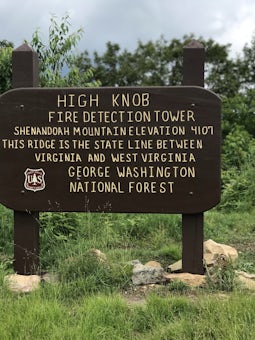 HIGH KNOB
FIRE DETECTION TOWER
SHENANDOAH MOUNTAIN ELEVATION 4107
THIS RIDGE IS THE STATE LINE BETWEEN
VIRGINIA AND WEST VIRGINIA
GEORGE WASHINGTON
NATIONAL FOREST
U S